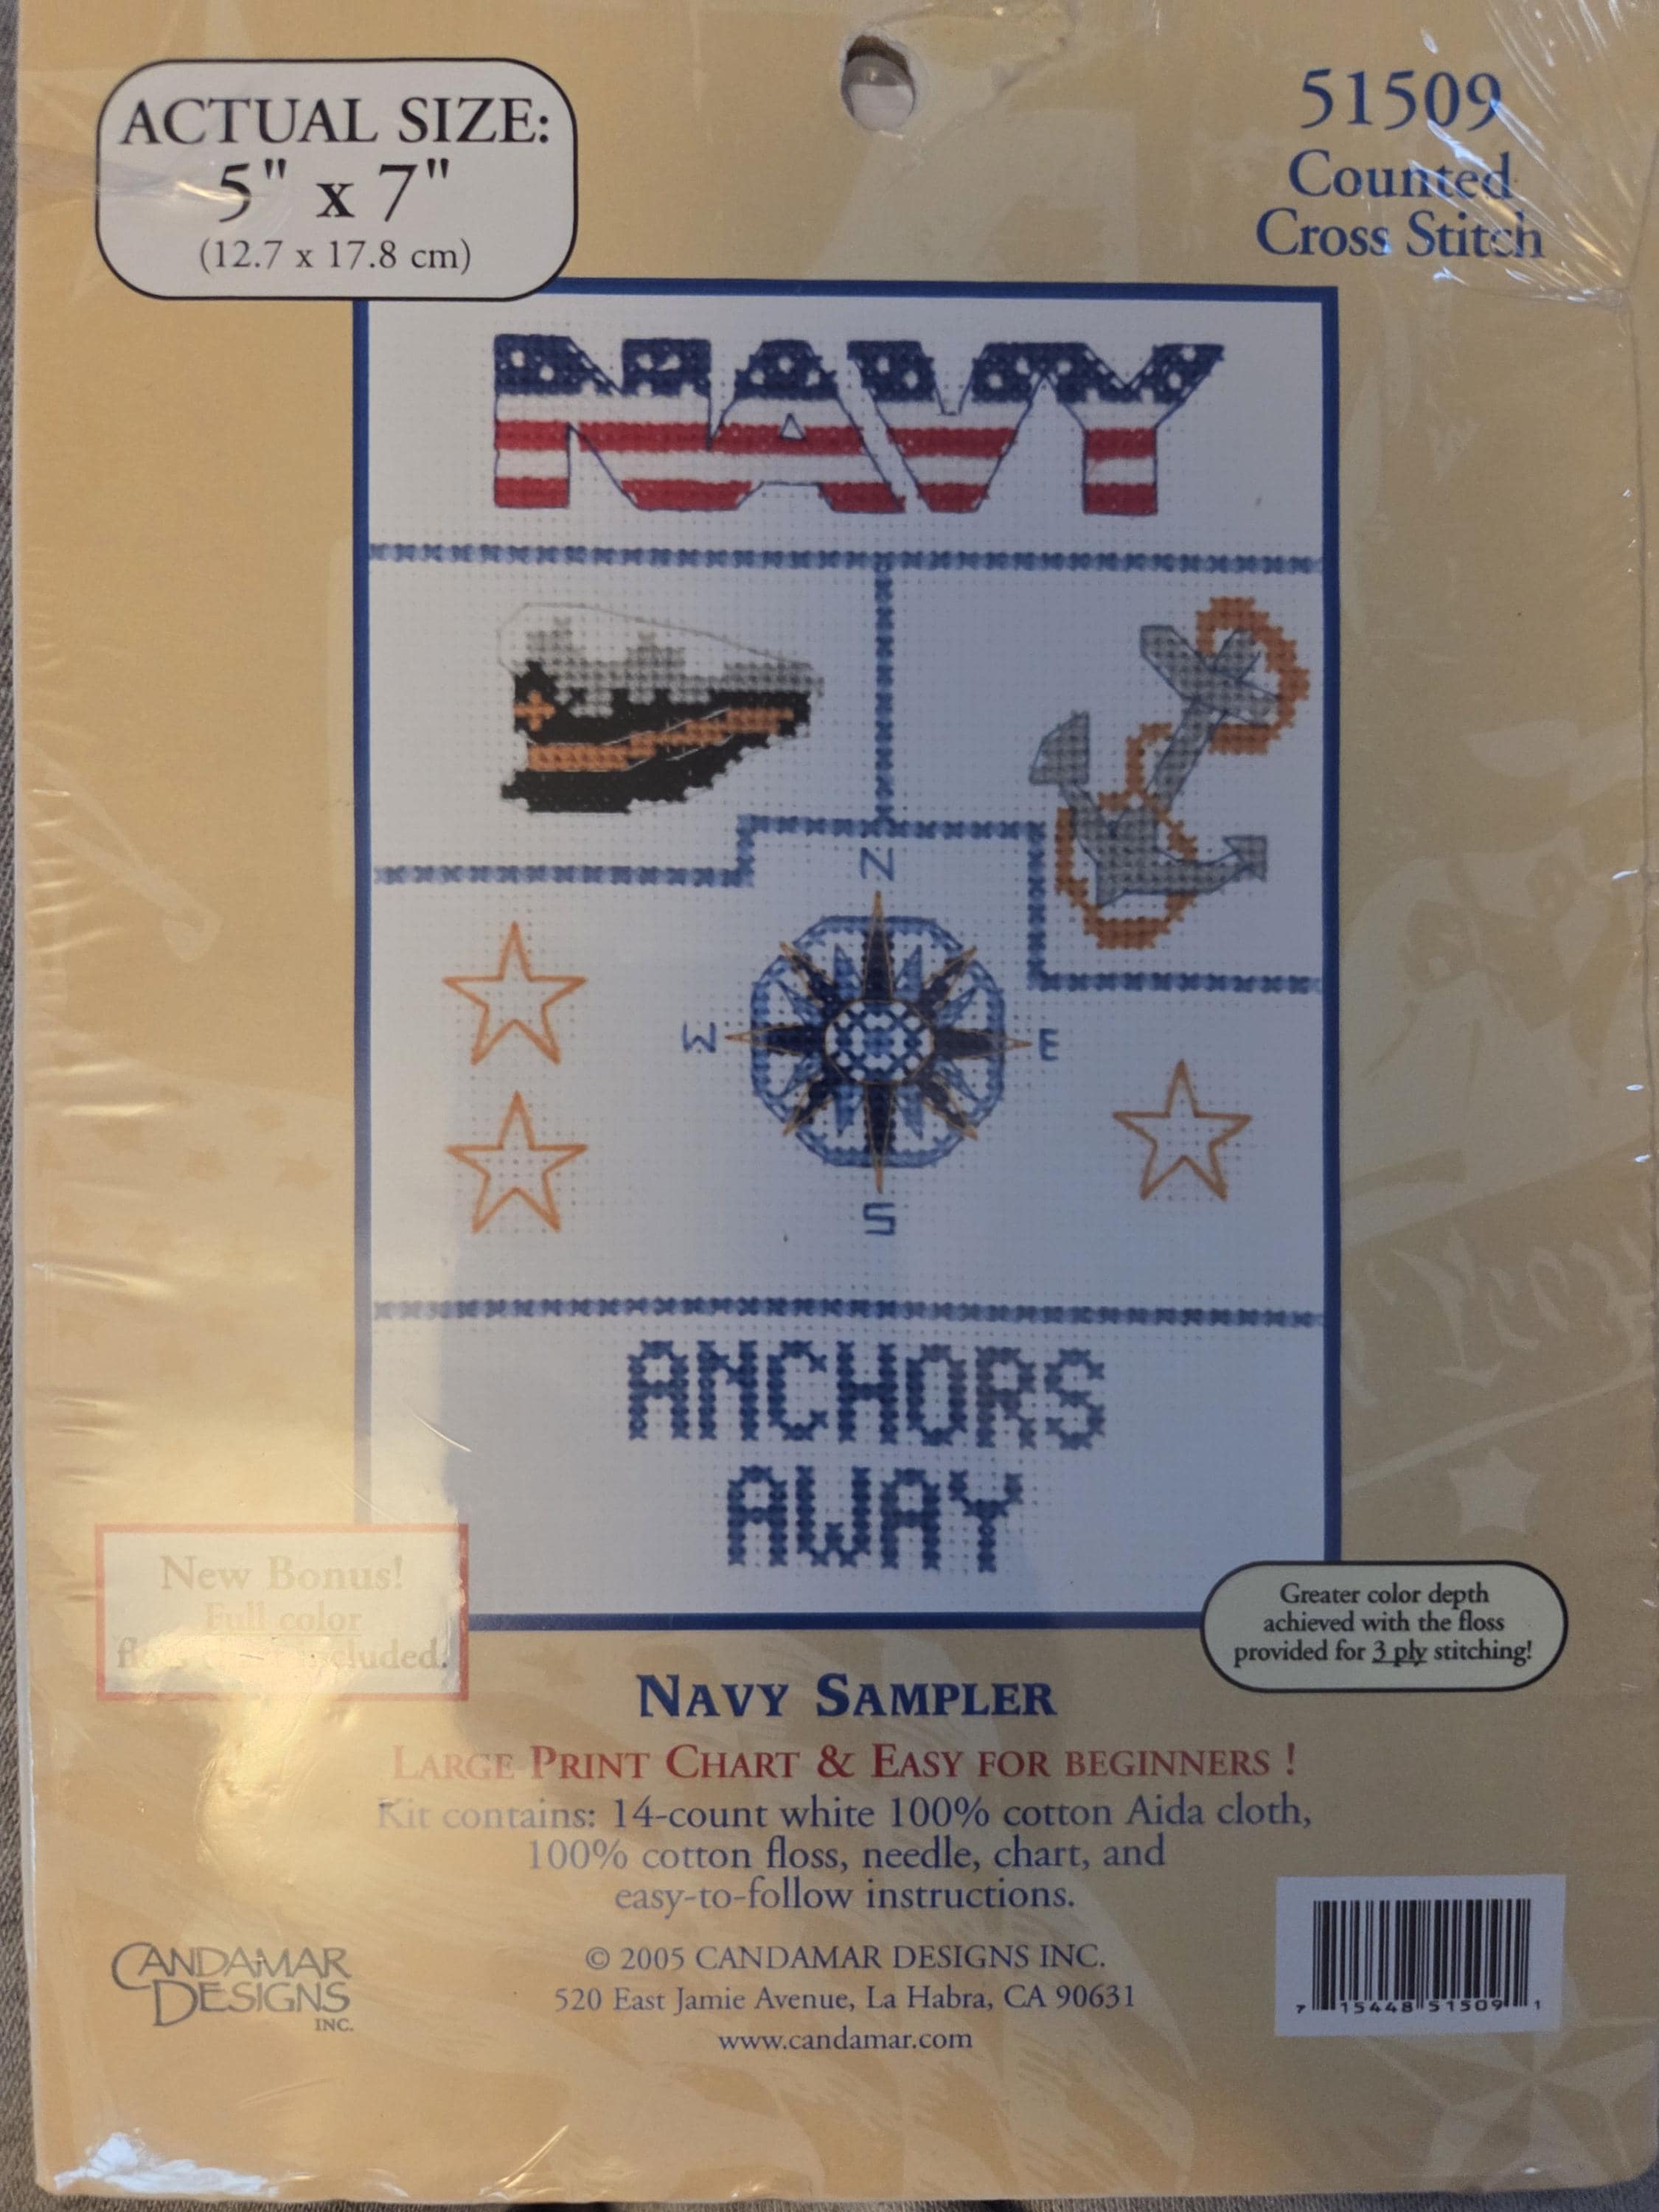 ACTUAL SIZE:
5" x 7"
(12.7 x 17.8 cm)
51509
Counted
Cross Stitch
NAVY
N
W
E
S
ANCHORS
AWAY
New Bonus!
Full color
included.
Greater color depth
achieved with the floss
provided for 3 ply stitching!
NAVY SAMPLER
LARGE PRINT CHART & EASY FOR BEGINNERS !
Kit contains: 14-count white 100% cotton Aida cloth,
100% cotton floss, needle, chart, and
easy-to-follow instructions.
CANDAMAR
DESIGNS
INC.
© 2005 CANDAMAR DESIGNS INC.
520 East Jamie Avenue, La Habra, CA 90631
www.candamar.com
7 15448 51509 1